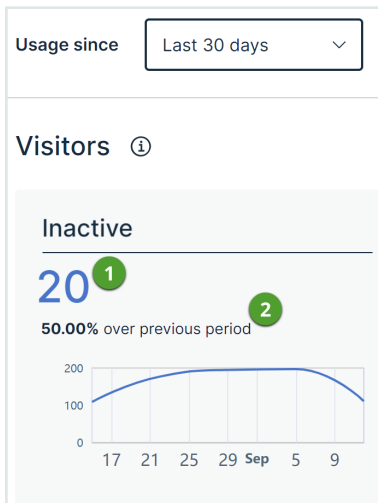 Usage since Last 30 days
Visitors
Inactive
20 1
50.00% over previous period 2
200
100
0
17 21 25 29 Sep 5 9